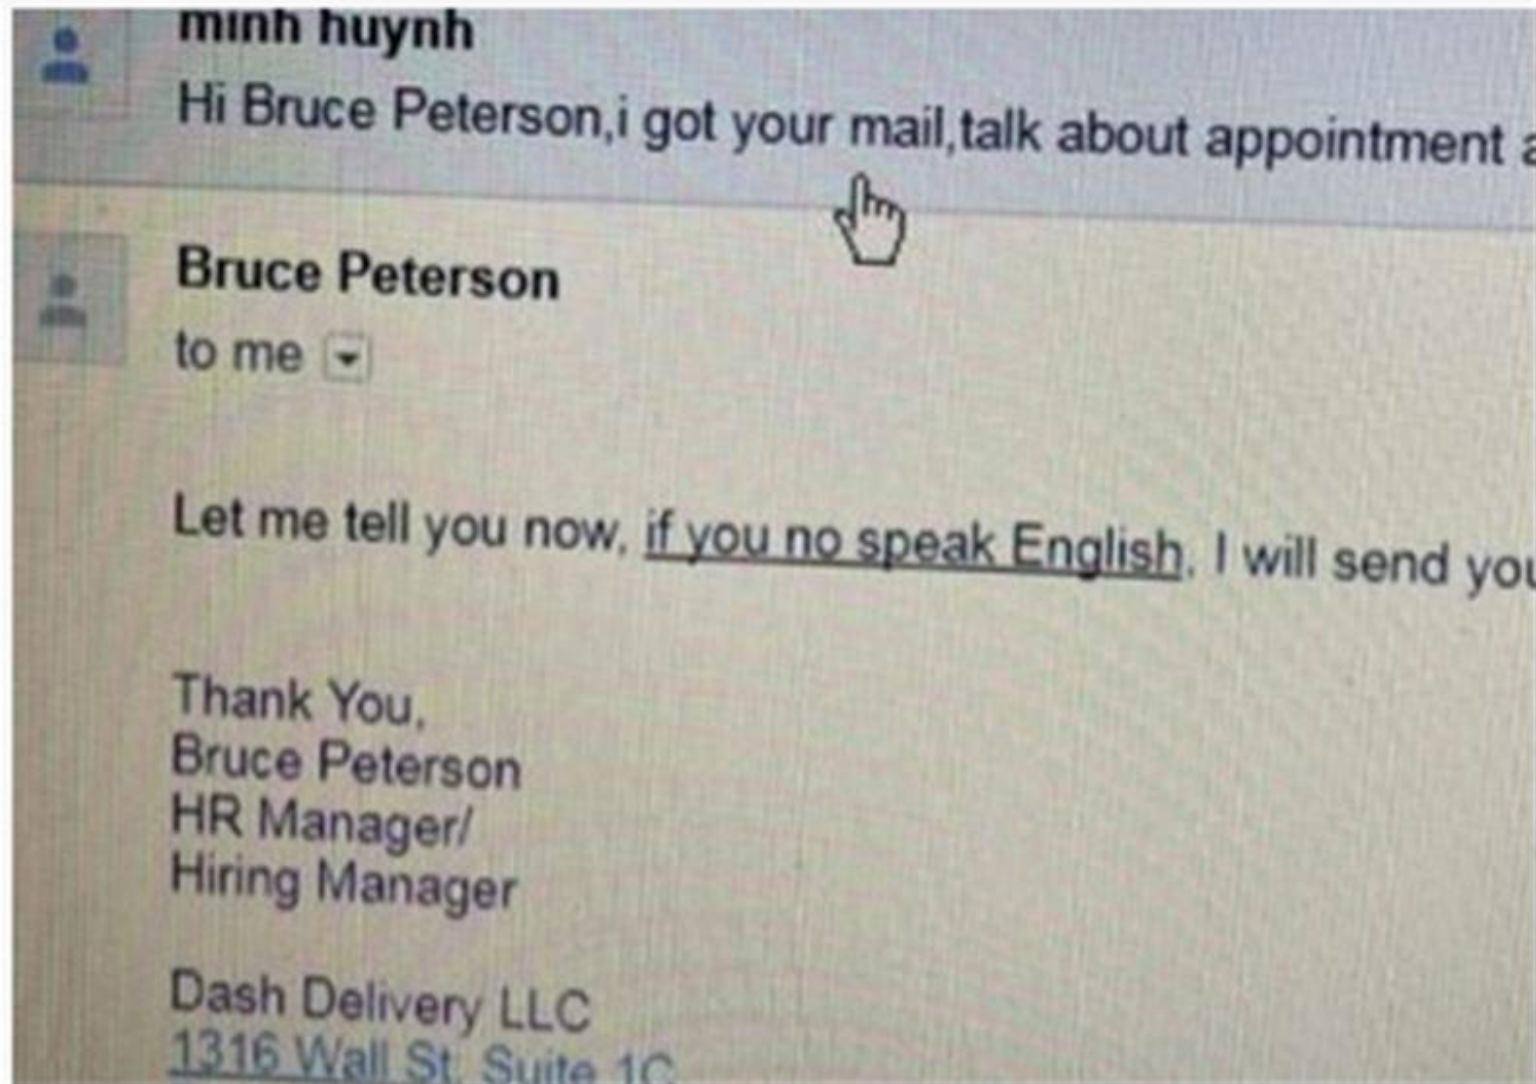 minh huynh
Hi Bruce Peterson,i got your mail,talk about appointment
Bruce Peterson
to me
Let me tell you now, if you no speak English, I will send you
Thank You,
Bruce Peterson
HR Manager/
Hiring Manager
Dash Delivery LLC
1316 Wall St, Suite 1C